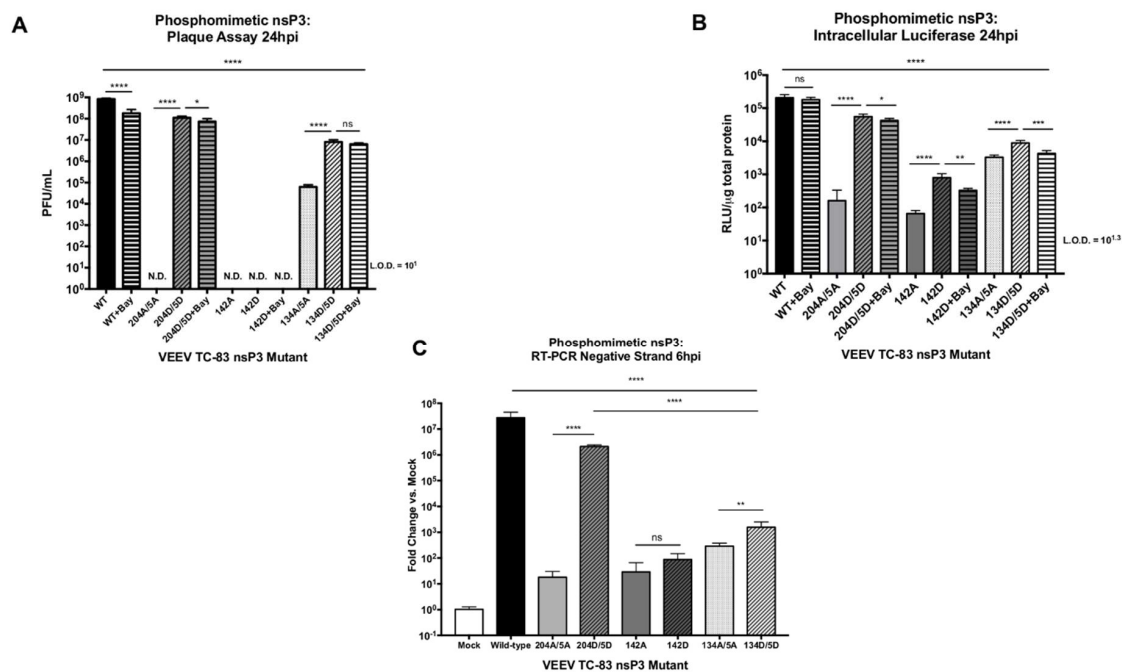 A
Phosphomimetic nsP3:
Plaque Assay 24hpi
****
**** **** * **** ns
PFU/mL
10⁹
10⁸
10⁷
10⁶
10⁵
10⁴
10³
10²
10¹
10⁰
N.D. N.D. N.D. N.D.
L.O.D. = 10¹
WT
WT+Bay
204A/5A
204D/5D
204D/5D+Bay
142A
142D
142D+Bay
134A/5A
134D/5D
134D/5D+Bay
VEEV TC-83 nsP3 Mutant
B
Phosphomimetic nsP3:
Intracellular Luciferase 24hpi
****
ns **** * **** ** **** ***
RLU/µg total protein
10⁶
10⁵
10⁴
10³
10²
10¹
10⁰
L.O.D. = 10¹·³
WT
WT+Bay
204A/5A
204D/5D
204D/5D+Bay
142A
142D
142D+Bay
134A/5A
134D/5D
134D/5D+Bay
VEEV TC-83 nsP3 Mutant
C
Phosphomimetic nsP3:
RT-PCR Negative Strand 6hpi
****
****
**** ns **
Fold Change vs. Mock
10⁸
10⁷
10⁶
10⁵
10⁴
10³
10²
10¹
10⁰
10⁻¹
Mock Wild-type 204A/5A 204D/5D 142A 142D 134A/5A 134D/5D
VEEV TC-83 nsP3 Mutant